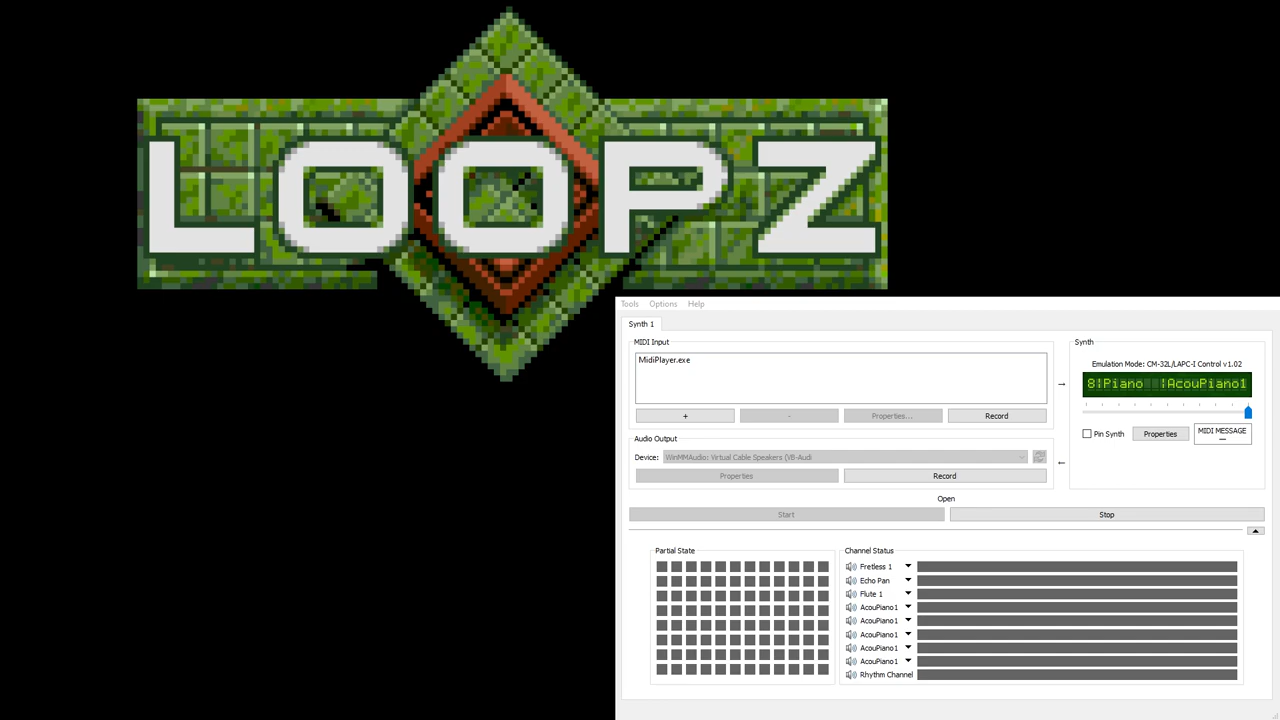 LOOPZ
Tools Options Help
Synth 1
MIDI Input
MidiPlayer.exe
+ - Properties... Record
Audio Output
Device: WinMMAudio: Virtual Cable Speakers (VB-Audi
Properties Record
Synth
Emulation Mode: CM-32L/LAPC-I Control v1.02
8¦Piano ¦AcouPiano1
Pin Synth Properties MIDI MESSAGE
Open
Start Stop
Partial State
Channel Status
Fretless 1
Echo Pan
Flute 1
AcouPiano1
AcouPiano1
AcouPiano1
AcouPiano1
AcouPiano1
Rhythm Channel